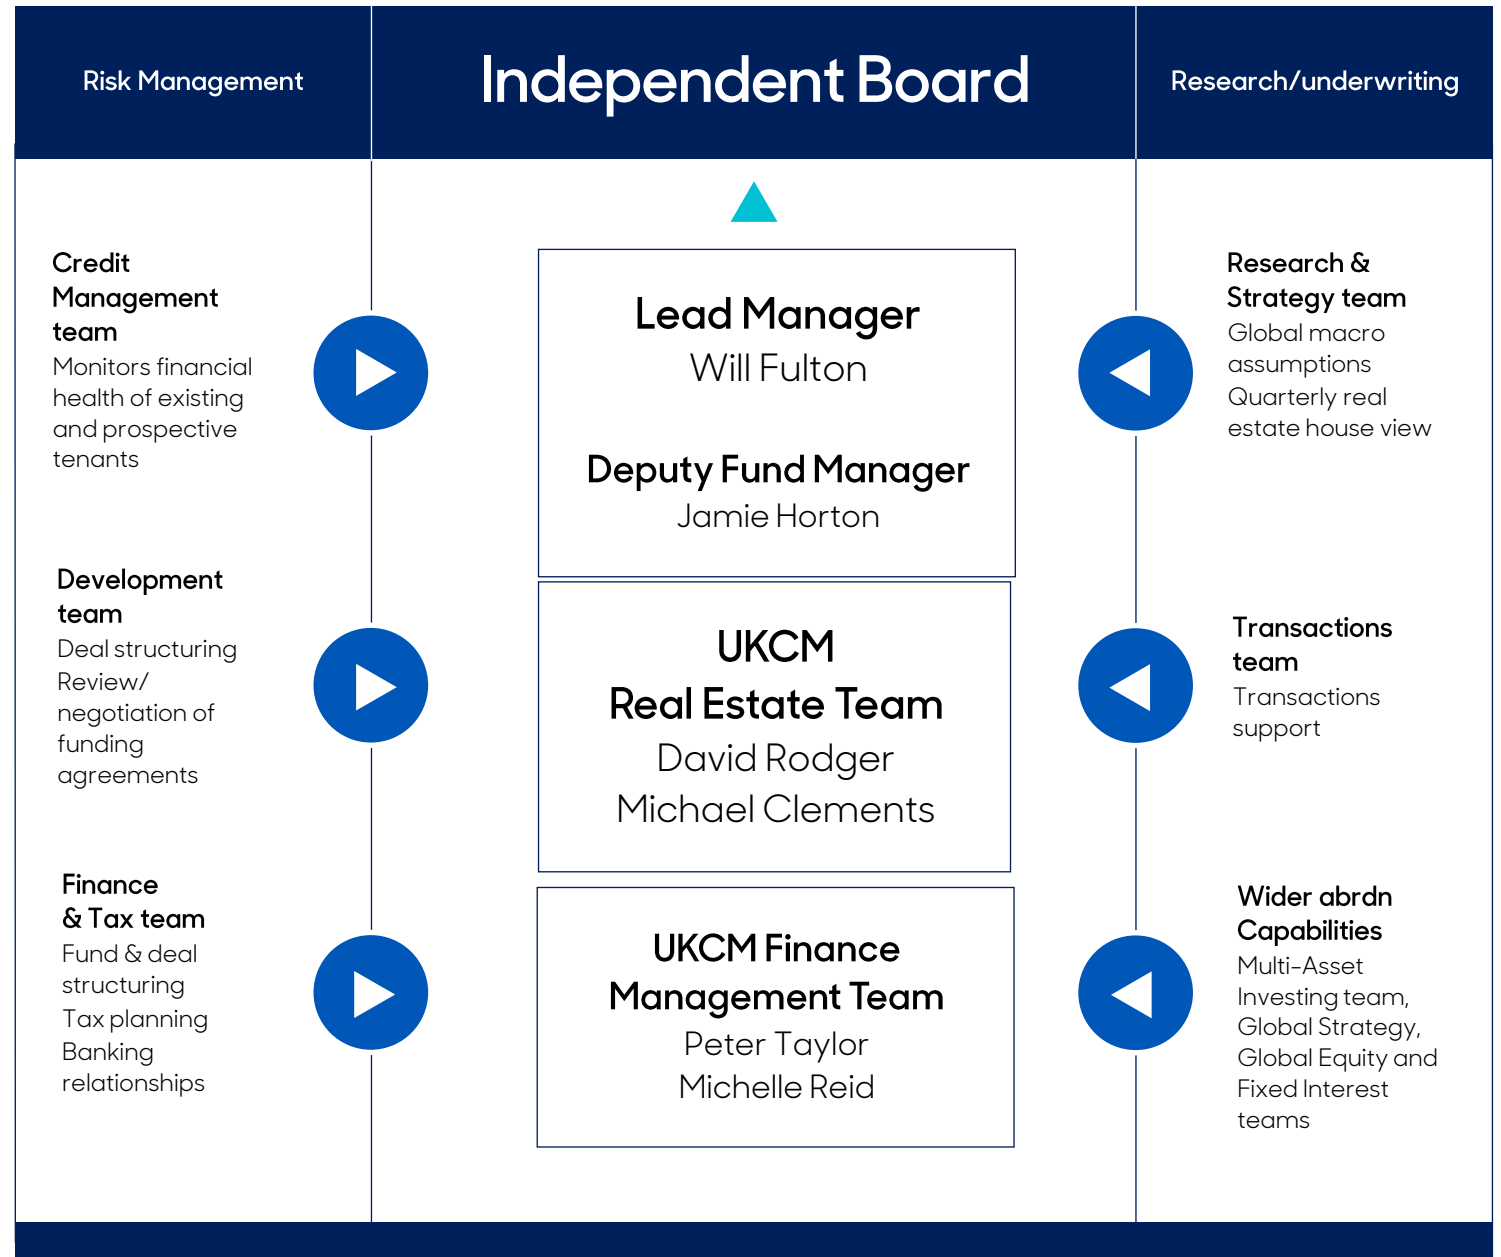 Risk Management
Independent Board
Research/underwriting
Credit
Management
team
Monitors financial
health of existing
and prospective
tenants
Development
team
Deal structuring
Review/
negotiation of
funding
agreements
Finance
& Tax team
Fund & deal
structuring
Tax planning
Banking
relationships
Lead Manager
Will Fulton
Deputy Fund Manager
Jamie Horton
UKCM
Real Estate Team
David Rodger
Michael Clements
UKCM Finance
Management Team
Peter Taylor
Michelle Reid
Research &
Strategy team
Global macro
assumptions
Quarterly real
estate house view
Transactions
team
Transactions
support
Wider abrdn
Capabilities
Multi-Asset
Investing team,
Global Strategy,
Global Equity and
Fixed Interest
teams